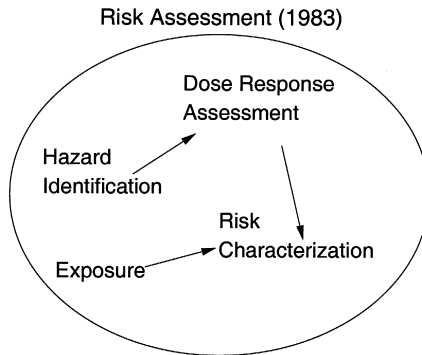 Risk Assessment (1983)
Dose Response
Assessment
Hazard
Identification
Risk
Characterization
Exposure